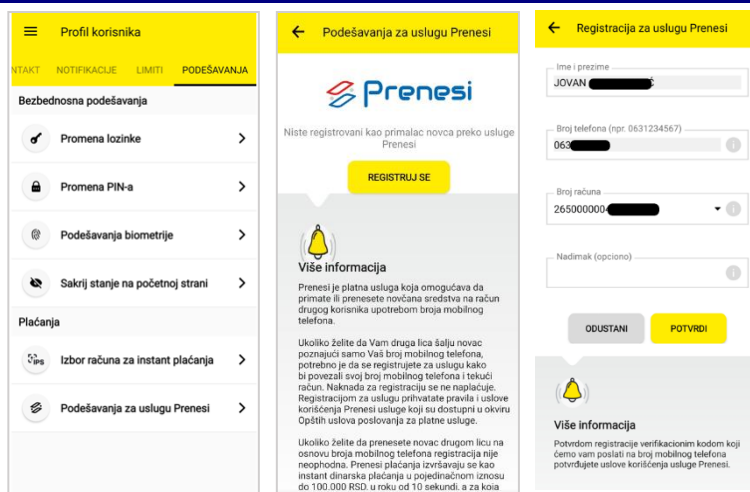 Profil korisnika
NTAKT NOTIFIKACIJE LIMITI PODEŠAVANJA
Bezbednosna podešavanja
Promena lozinke
Promena PIN-a
Podešavanja biometrije
Sakrij stanje na početnoj strani
Plaćanja
IPS Izbor računa za instant plaćanja
Podešavanja za uslugu Prenesi
Podešavanja za uslugu Prenesi
Prenesi
Niste registrovani kao primalac novca preko usluge
Prenesi
REGISTRUJ SE
Više informacija
Prenesi je platna usluga koja omogućava da
primate ili prenesete novčana sredstva na račun
drugog korisnika upotrebom broja mobilnog
telefona.
Ukoliko želite da Vam druga lica šalju novac
poznajući samo Vaš broj mobilnog telefona,
potrebno je da se registrujete za uslugu kako
bi povezali svoj broj mobilnog telefona i tekući
račun. Naknada za registraciju se ne naplaćuje.
Registracijom za uslugu prihvatate pravila i uslove
korišćenja Prenesi usluge koji su dostupni u okviru
Opštih uslova poslovanja za platne usluge.
Ukoliko želite da prenesete novac drugom licu na
osnovu broja mobilnog telefona registracija nije
neophodna. Prenesi plaćanja izvršavaju se kao
instant dinarska plaćanja u pojedinačnom iznosu
do 100.000 RSD, u roku od 10 sekundi, a za koja
Registracija za uslugu Prenesi
Ime i prezime
JOVAN
Broj telefona (npr. 0631234567)
063
Broj računa
265000004
Nadimak (opciono)
ODUSTANI POTVRDI
Više informacija
Potvrdom registracije verifikacionim kodom koji
ćemo vam poslati na broj mobilnog telefona
potvrđujete uslove korišćenja usluge Prenesi.